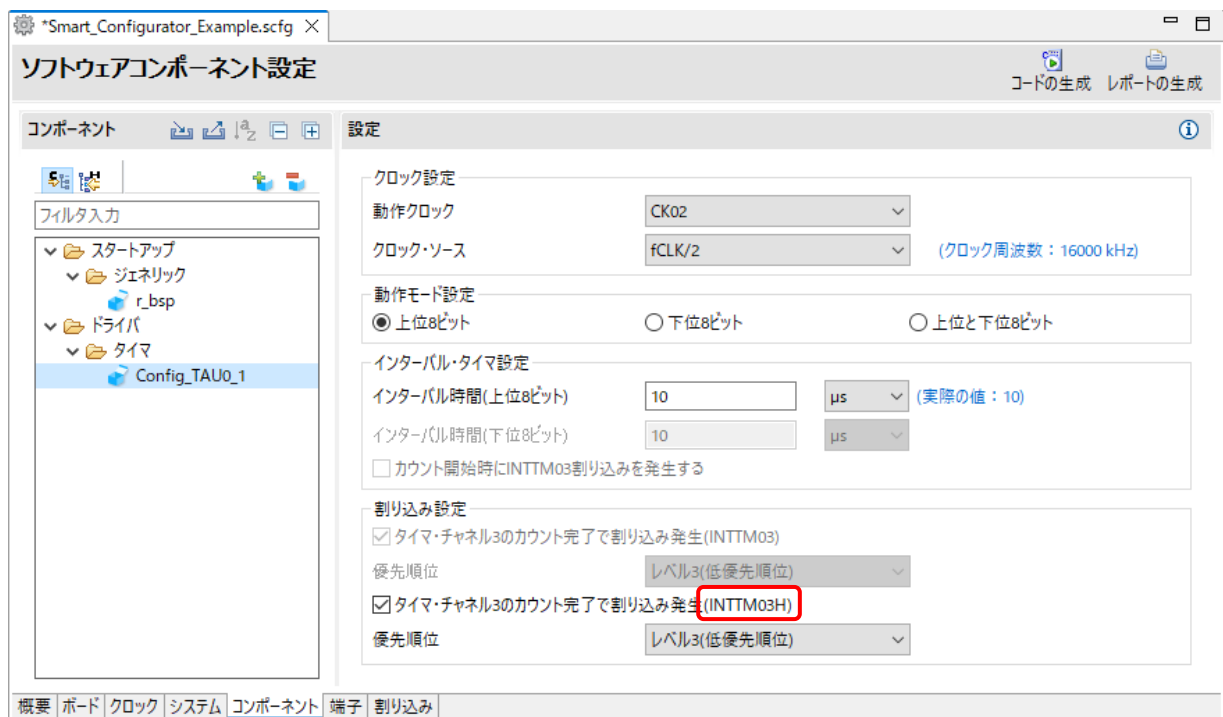 *Smart_Configurator_Example.scfg
ソフトウェアコンポーネント設定
コードの生成 レポートの生成
コンポーネント
設定
フィルタ入力
スタートアップ
ジェネリック
r_bsp
ドライバ
タイマ
Config_TAU0_1
クロック設定
動作クロック CK02
クロック・ソース fCLK/2 (クロック周波数：16000 kHz)
動作モード設定
上位8ビット 下位8ビット 上位と下位8ビット
インターバル・タイマ設定
インターバル時間(上位8ビット) 10 μs (実際の値：10)
インターバル時間(下位8ビット) 10 μs
カウント開始時にINTTM03割り込みを発生する
割り込み設定
タイマ・チャネル3のカウント完了で割り込み発生(INTTM03)
優先順位 レベル3(低優先順位)
タイマ・チャネル3のカウント完了で割り込み発生(INTTM03H)
優先順位 レベル3(低優先順位)
概要 ボード クロック システム コンポーネント 端子 割り込み